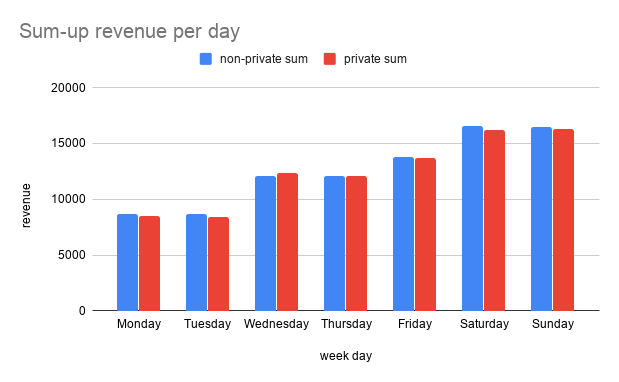 Sum-up revenue per day
non-private sum private sum
20000
15000
10000
5000
0
revenue
Monday Tuesday Wednesday Thursday Friday Saturday Sunday
week day